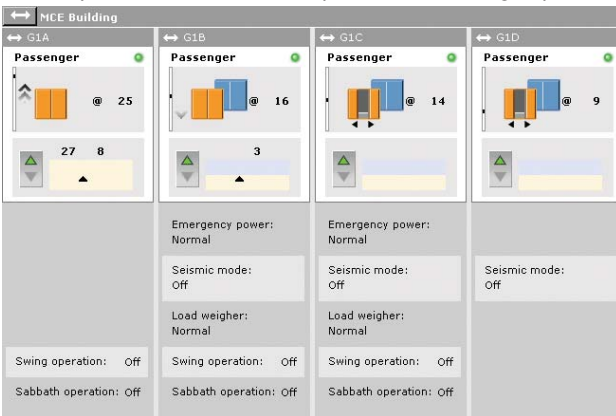 MCE Building
G1A
G1B
G1C
G1D
Passenger
Passenger
Passenger
Passenger
@ 25
@ 16
@ 14
@ 9
27 8
3
Emergency power:
Normal
Emergency power:
Normal
Seismic mode:
Off
Seismic mode:
Off
Seismic mode:
Off
Load weigher:
Normal
Load weigher:
Normal
Swing operation: Off
Swing operation: Off
Swing operation: Off
Sabbath operation: Off
Sabbath operation: Off
Sabbath operation: Off